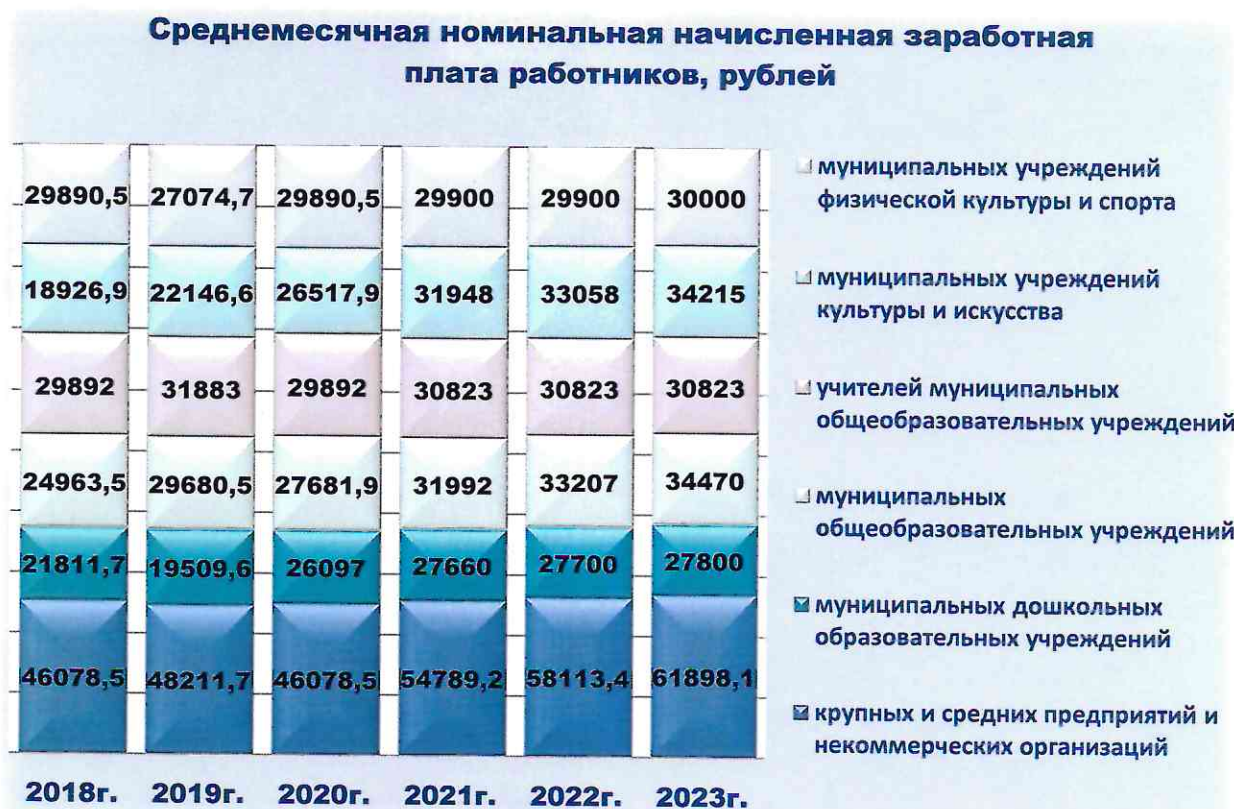 Среднемесячная номинальная начисленная заработная
плата работников, рублей
29890,5 27074,7 29890,5 29900 29900 30000
18926,9 22146,6 26517,9 31948 33058 34215
29892 31883 29892 30823 30823 30823
24963,5 29680,5 27681,9 31992 33207 34470
21811,7 19509,6 26097 27660 27700 27800
46078,5 48211,7 46078,5 54789,2 58113,4 61898,1
2018г. 2019г. 2020г. 2021г. 2022г. 2023г.
муниципальных учреждений
физической культуры и спорта
муниципальных учреждений
культуры и искусства
учителей муниципальных
общеобразовательных учреждений
муниципальных
общеобразовательных учреждений
муниципальных дошкольных
образовательных учреждений
крупных и средних предприятий и
некоммерческих организаций